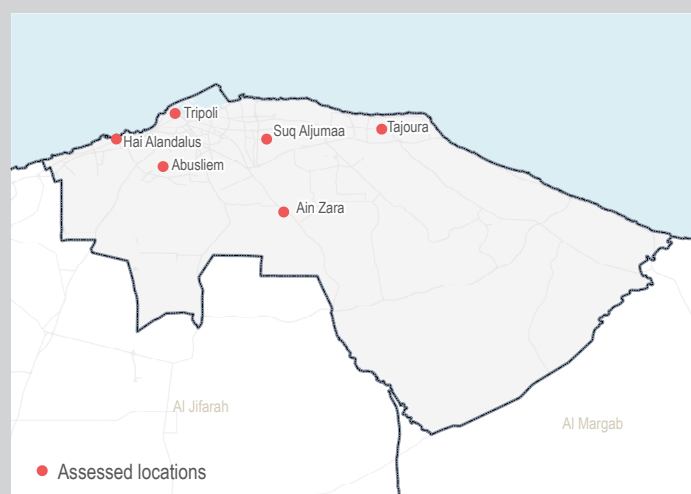 Tripoli
Hai Alandalus
Suq Aljumaa
Tajoura
Abusliem
Ain Zara
Al Jifarah
Al Margab
Assessed locations